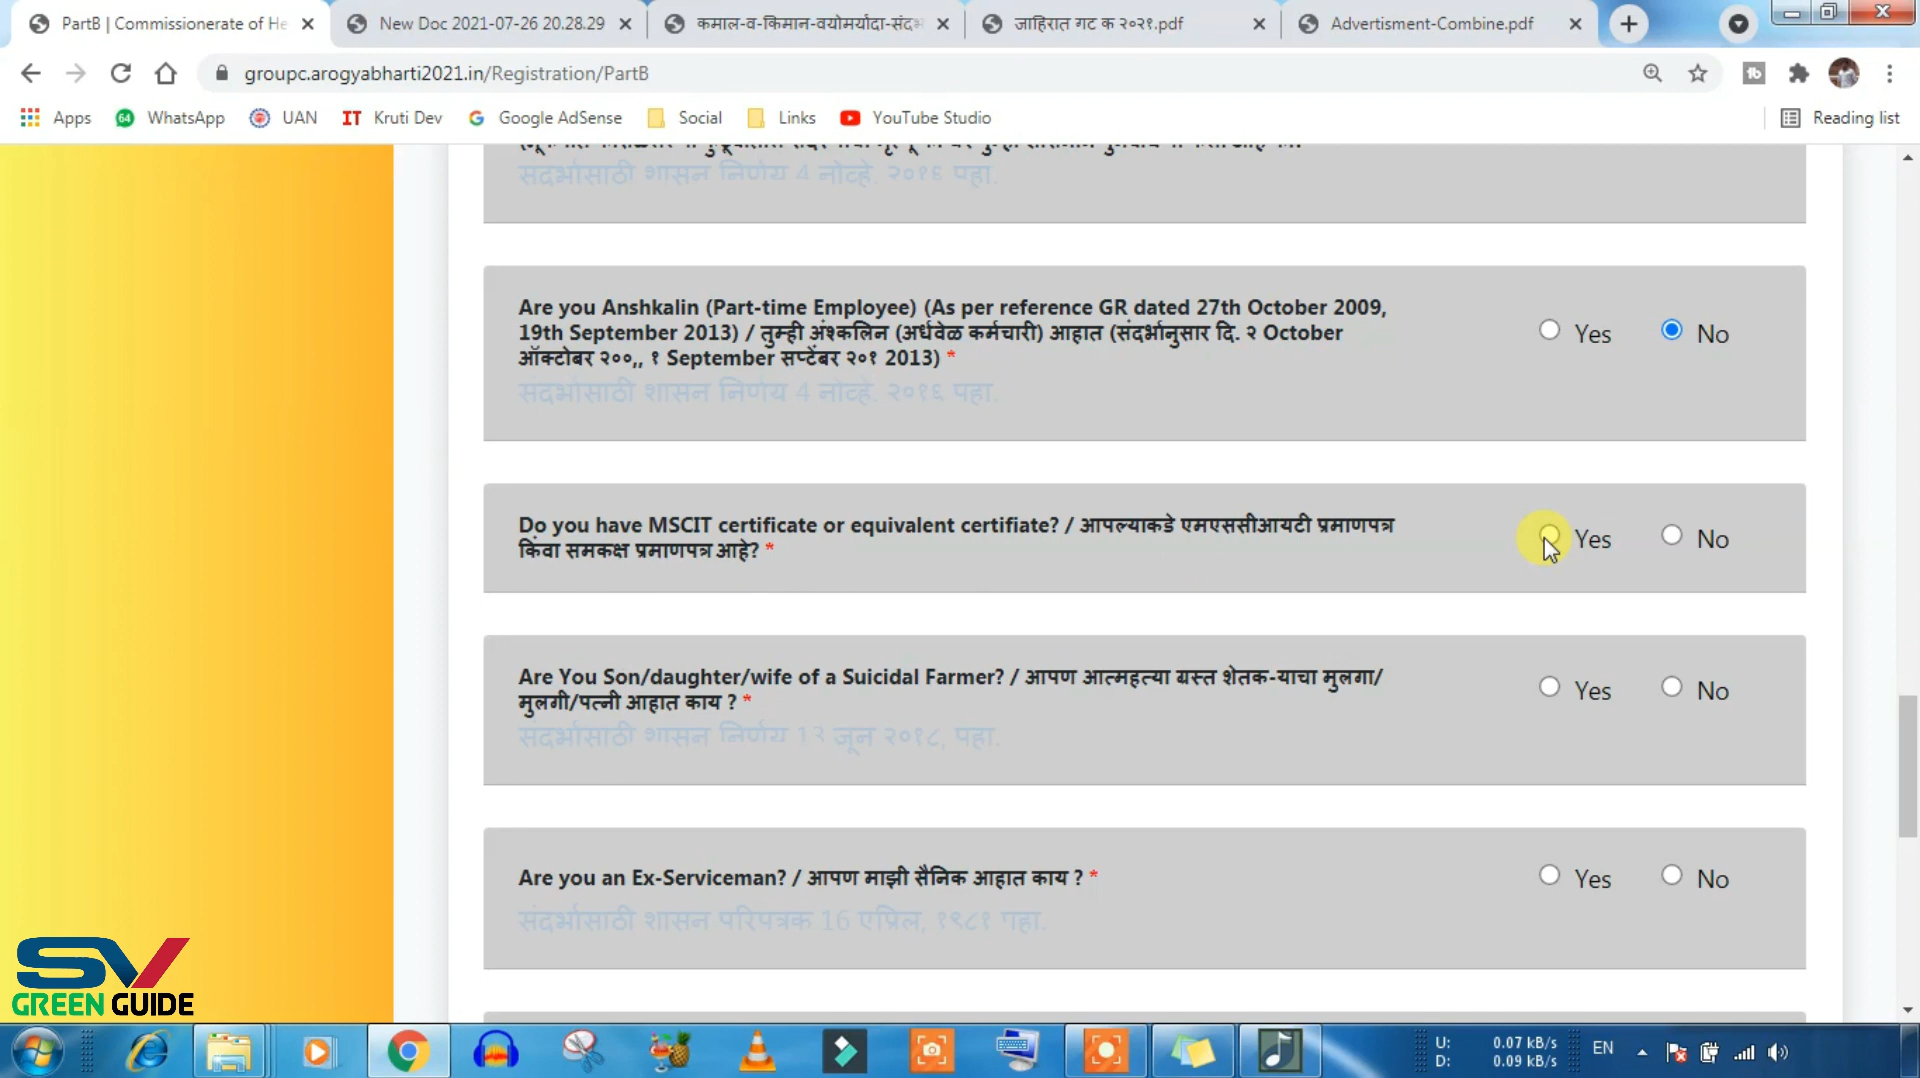 PartB | Commissionerate of He
New Doc 2021-07-26 20.28.29
कमाल-व-किमान-वयोमर्यादा-संदभ
जाहिरात गट क २०२१.pdf
Advertisment-Combine.pdf
groupc.arogyabharti2021.in/Registration/PartB
Apps
WhatsApp
UAN
IT
Kruti Dev
Google AdSense
Social
Links
YouTube Studio
Reading list
संदर्भासाठी शासन निर्णय 4 नोव्हे. २०१६ पहा.
Are you Anshkalin (Part-time Employee) (As per reference GR dated 27th October 2009,
19th September 2013) / तुम्ही अंश्कलिन (अर्धवेळ कर्मचारी) आहात (संदर्भानुसार दि. २ October
ऑक्टोबर २००,, १ September सप्टेंबर २०१ 2013) *
Yes
No
संदर्भासाठी शासन निर्णय 4 नोव्हे. २०१६ पहा.
Do you have MSCIT certificate or equivalent certifiate? / आपल्याकडे एमएससीआयटी प्रमाणपत्र
किंवा समकक्ष प्रमाणपत्र आहे? *
Yes
No
Are You Son/daughter/wife of a Suicidal Farmer? / आपण आत्महत्या ग्रस्त शेतक-याचा मुलगा/
मुलगी/पत्नी आहात काय ? *
Yes
No
संदर्भासाठी शासन निर्णय 13 जून २०१८, पहा.
Are you an Ex-Serviceman? / आपण माझी सैनिक आहात काय ? *
Yes
No
संदर्भासाठी शासन परिपत्रक 16 एप्रिल, १९८१ पहा.
SV
GREEN GUIDE
U: 0.07 kB/s
D: 0.09 kB/s
EN